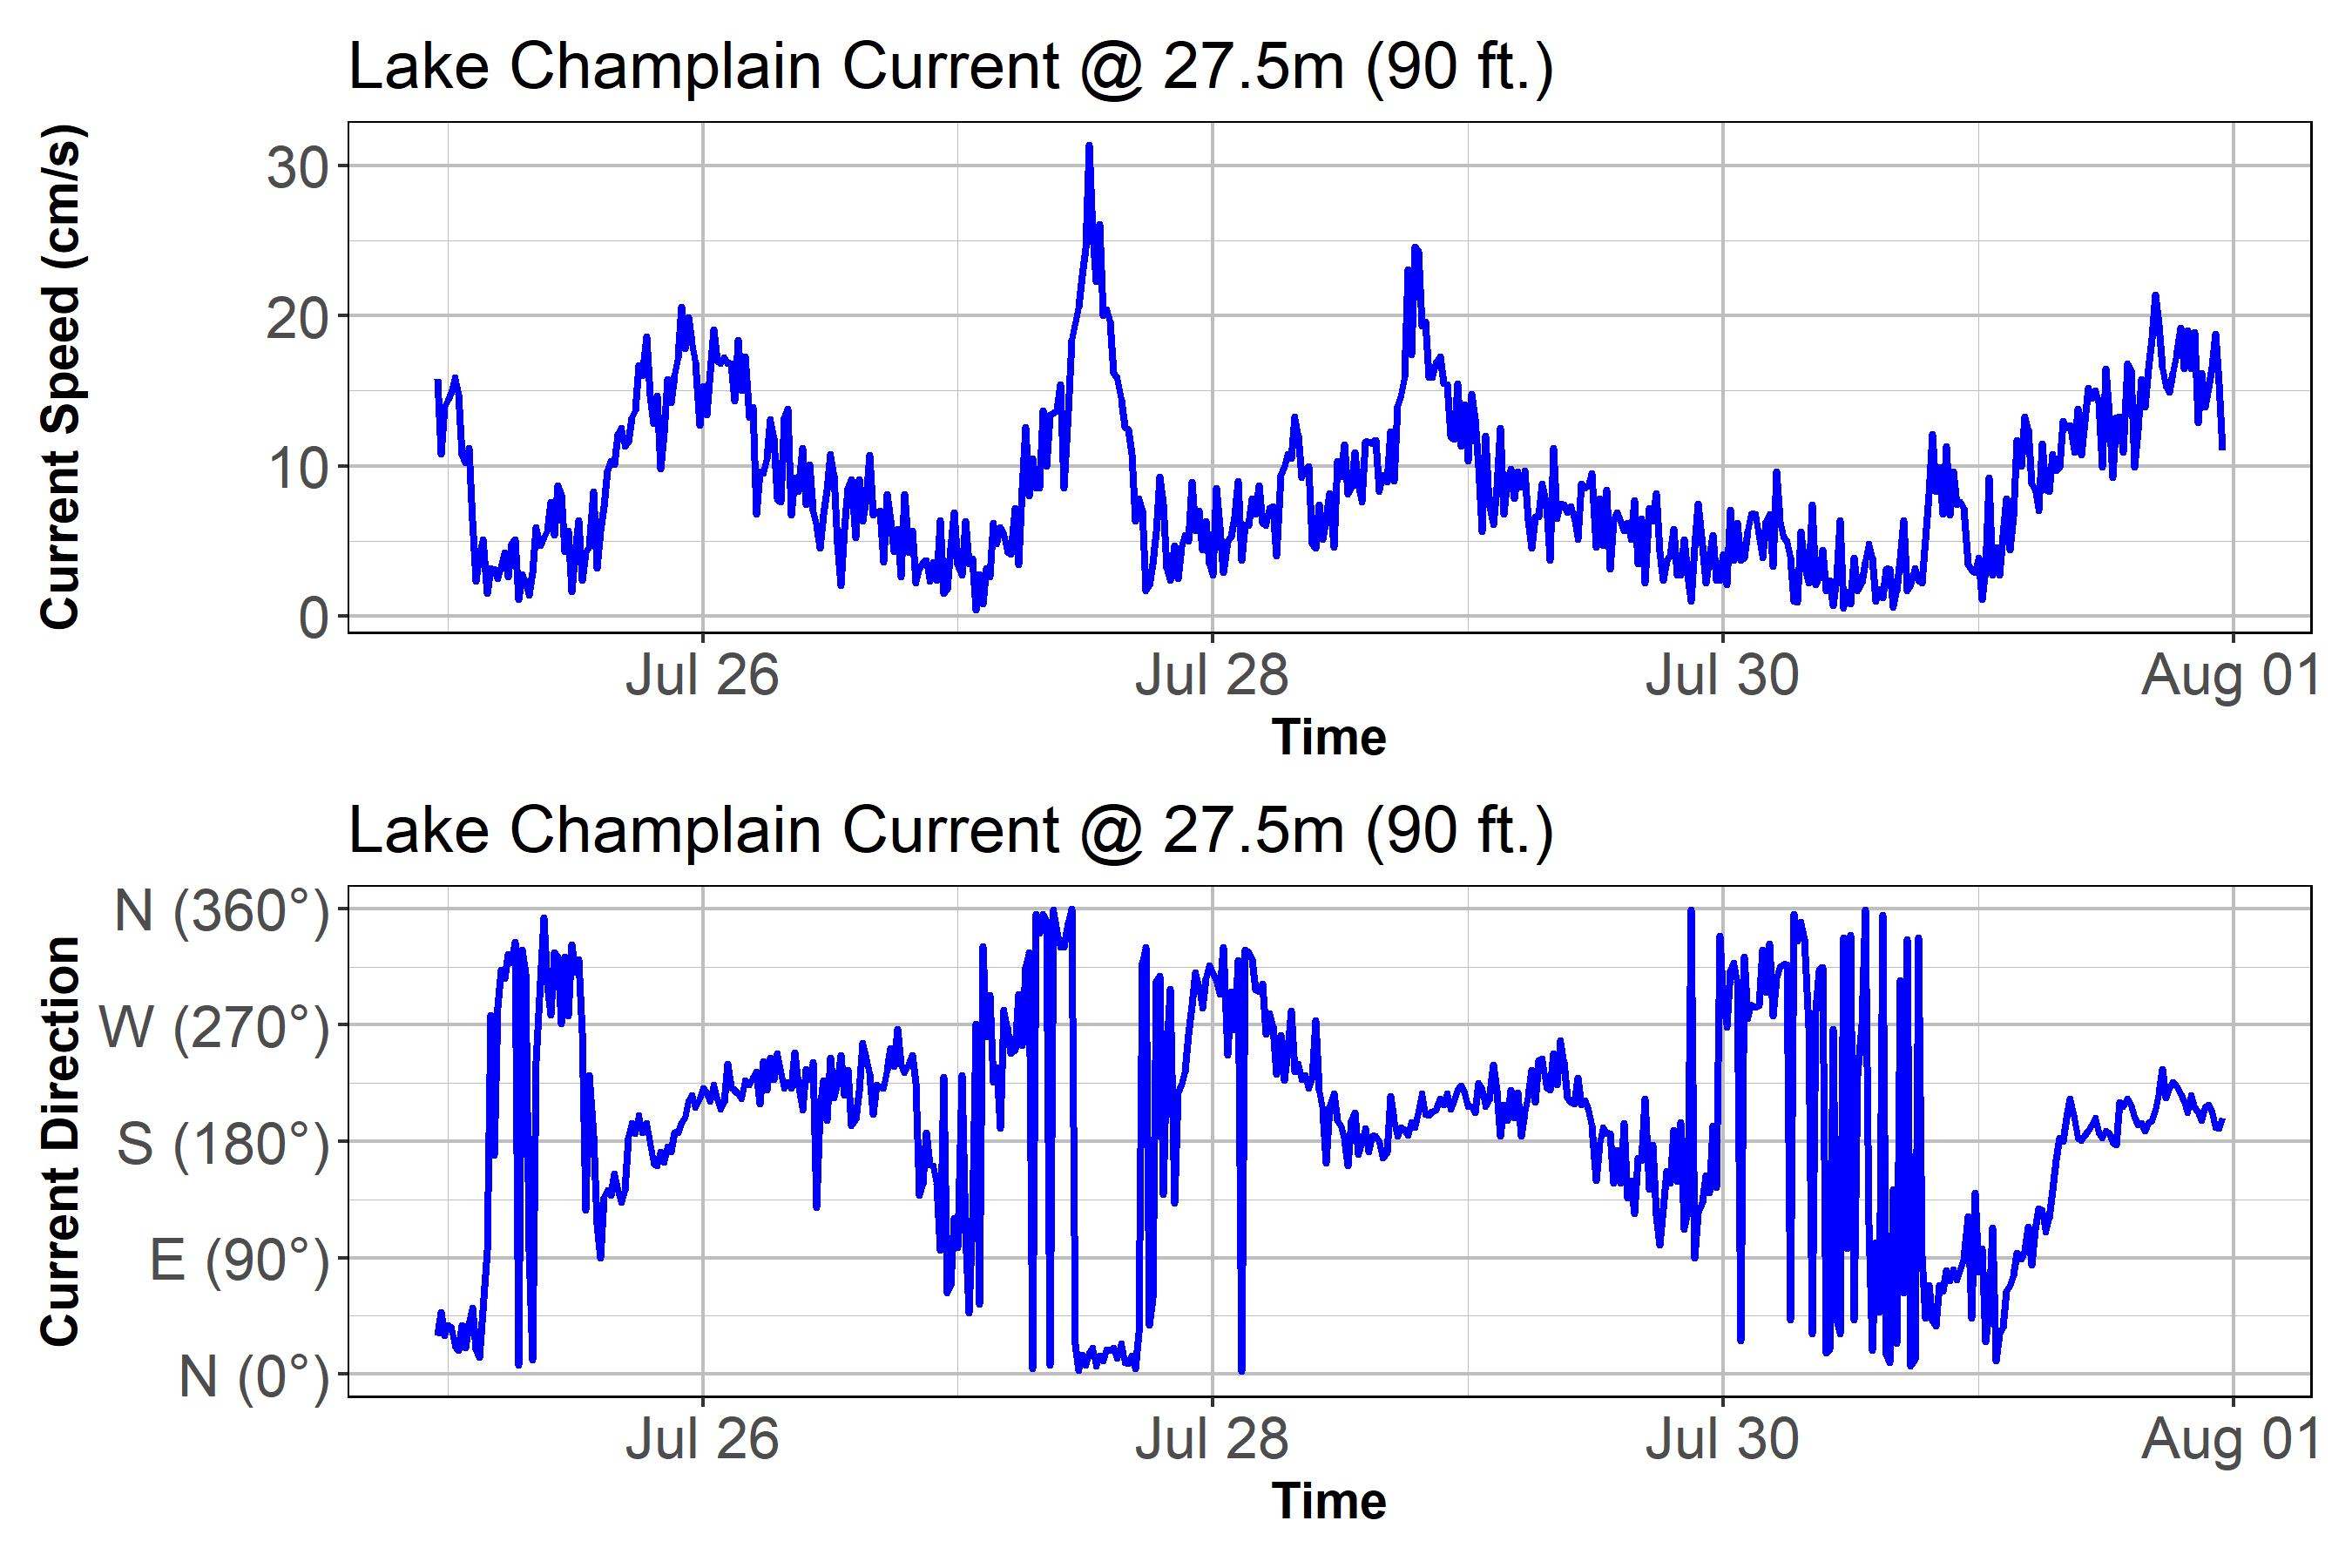 Lake Champlain Current @ 27.5m (90 ft.)
Current Speed (cm/s)
30
20
10
0
Jul 26 Jul 28 Jul 30 Aug 01
Time
Lake Champlain Current @ 27.5m (90 ft.)
Current Direction
N (360°)
W (270°)
S (180°)
E (90°)
N (0°)
Jul 26 Jul 28 Jul 30 Aug 01
Time